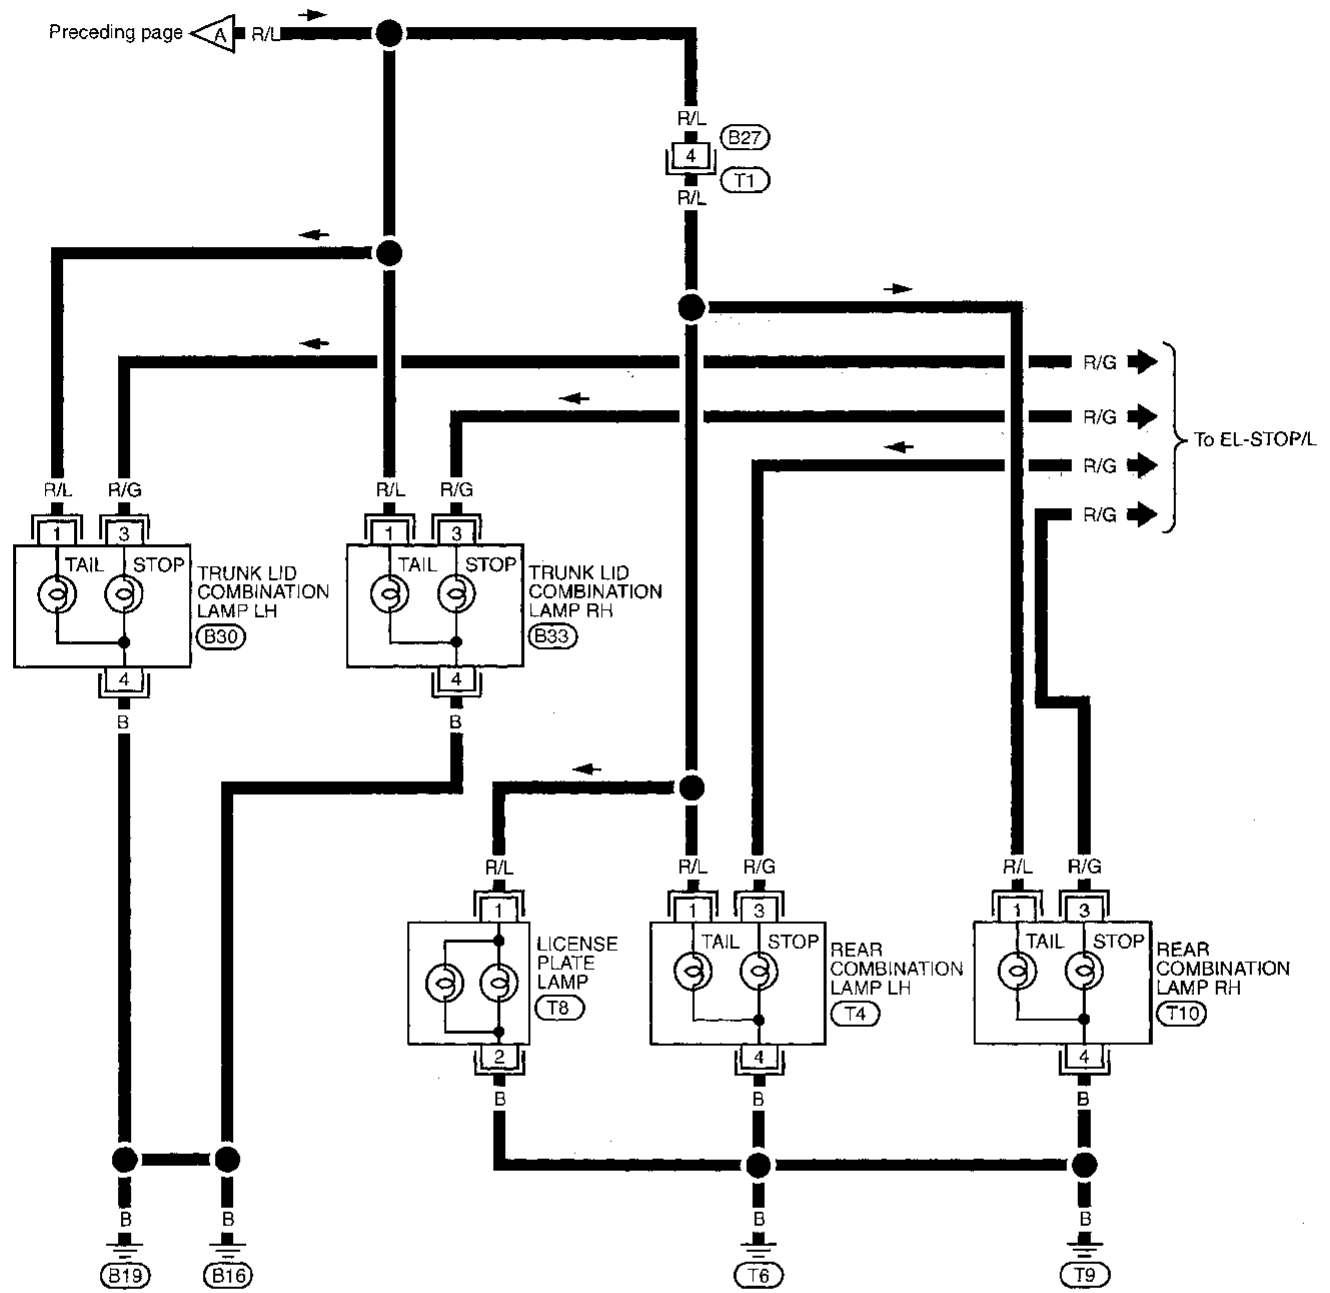 Preceding page
A
R/L
R/L
B27
4
T1
R/L
R/G
R/G
To EL-STOP/L
R/G
R/G
R/L
R/G
R/L
R/G
1
3
1
3
TAIL
STOP
TRUNK LID
COMBINATION
LAMP LH
B30
TAIL
STOP
TRUNK LID
COMBINATION
LAMP RH
B33
4
4
B
B
R/L
R/L
R/G
R/L
R/G
1
1
3
1
3
LICENSE
PLATE
LAMP
T8
TAIL
STOP
REAR
COMBINATION
LAMP LH
T4
TAIL
STOP
REAR
COMBINATION
LAMP RH
T10
2
4
4
B
B
B
B
B
B
B
B19
B16
T6
T9